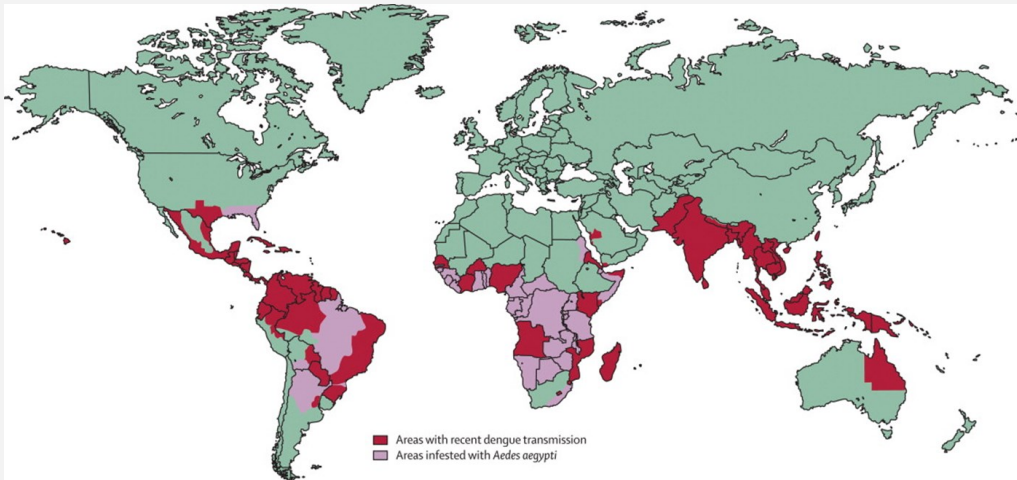 Areas with recent dengue transmission
Areas infested with Aedes aegypti